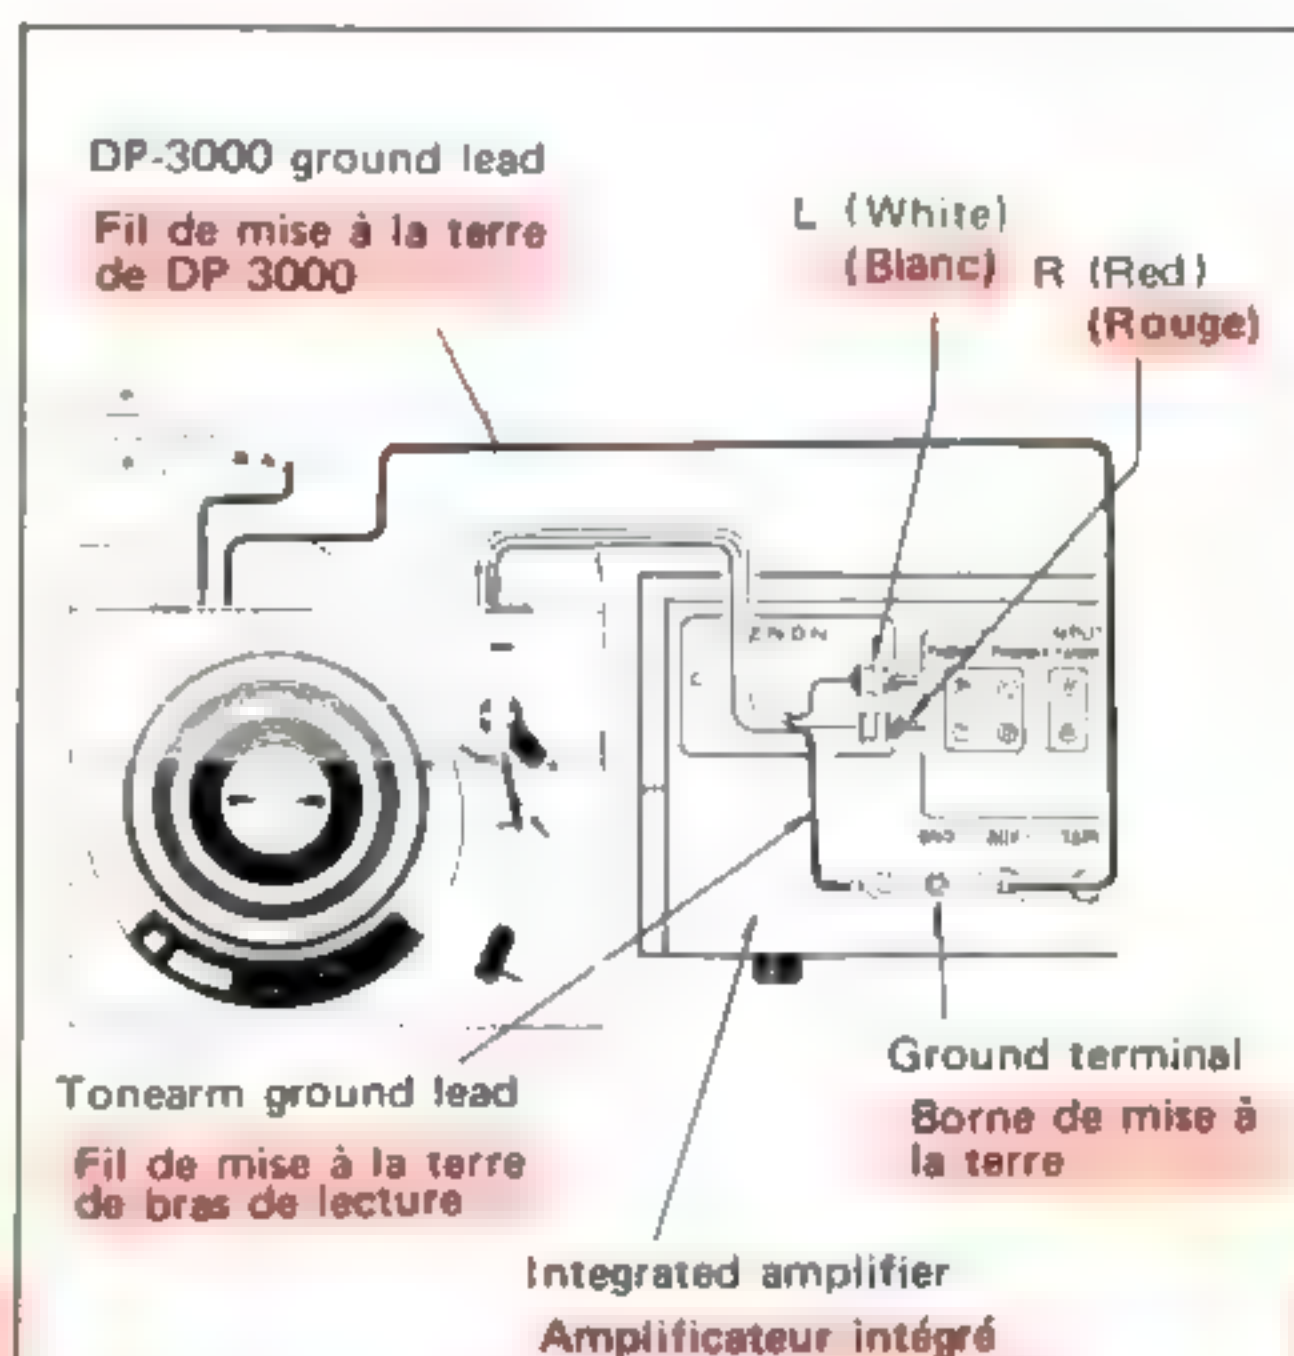 DP-3000 ground lead
Fil de mise à la terre
de DP 3000
L (White)
(Blanc)
R (Red)
(Rouge)
Tonearm ground lead
Fil de mise à la terre
de bras de lecture
Ground terminal
Borne de mise à
la terre
Integrated amplifier
Amplificateur intégré